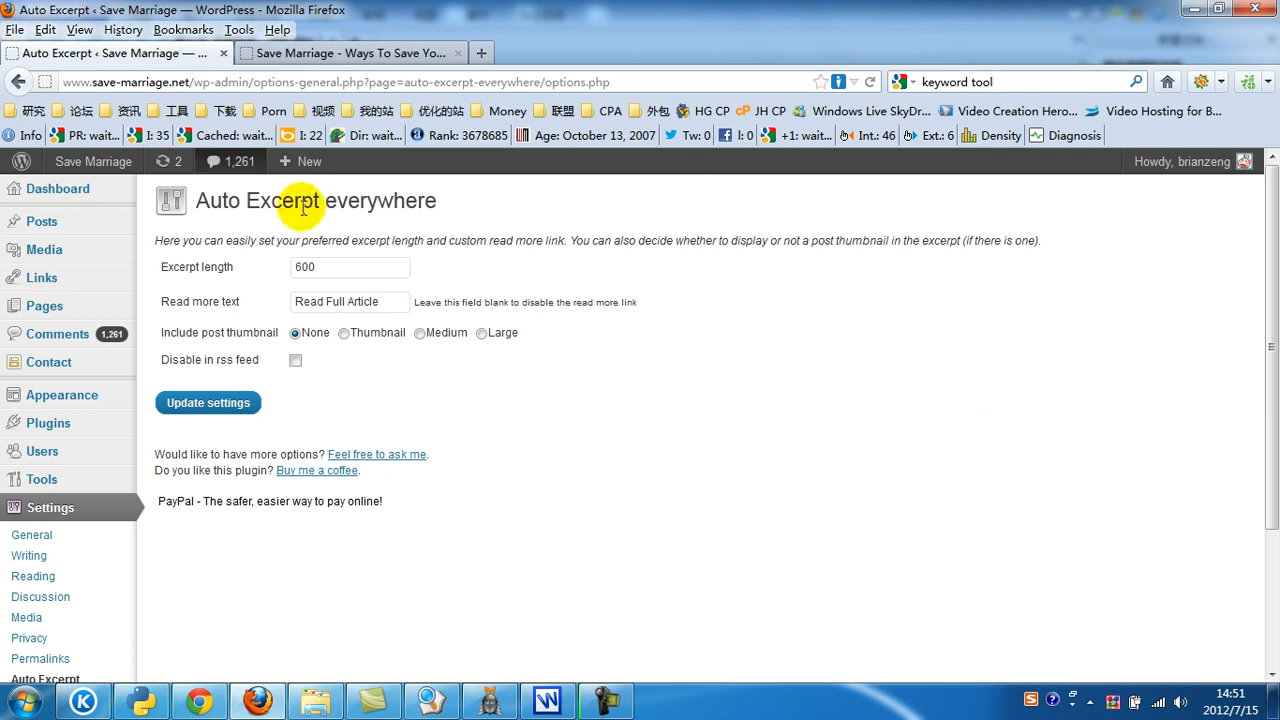 Auto Excerpt ‹ Save Marriage — WordPress - Mozilla Firefox
File Edit View History Bookmarks Tools Help
Auto Excerpt ‹ Save Marriage — ... × Save Marriage - Ways To Save Yo... × +
www.save-marriage.net/wp-admin/options-general.php?page=auto-excerpt-everywhere/options.php keyword tool
研究 论坛 资讯 工具 下载 Porn 视频 我的站 优化的站 Money 联盟 CPA 外包 HG CP JH CP Windows Live SkyDr... Video Creation Hero... Video Hosting for B...
Info PR: wait... I: 35 Cached: wait... I: 22 Dir: wait... Rank: 3678685 Age: October 13, 2007 Tw: 0 l: 0 +1: wait... Int.: 46 Ext.: 6 Density Diagnosis
Save Marriage 2 1,261 + New Howdy, brianzeng
Dashboard
Posts
Media
Links
Pages
Comments 1,261
Contact
Appearance
Plugins
Users
Tools
Settings
General
Writing
Reading
Discussion
Media
Privacy
Permalinks
Auto Excerpt
Auto Excerpt everywhere
Here you can easily set your preferred excerpt length and custom read more link. You can also decide whether to display or not a post thumbnail in the excerpt (if there is one).
Excerpt length 600
Read more text Read Full Article Leave this field blank to disable the read more link
Include post thumbnail None Thumbnail Medium Large
Disable in rss feed
Update settings
Would like to have more options? Feel free to ask me.
Do you like this plugin? Buy me a coffee.
PayPal - The safer, easier way to pay online!
14:51
2012/7/15